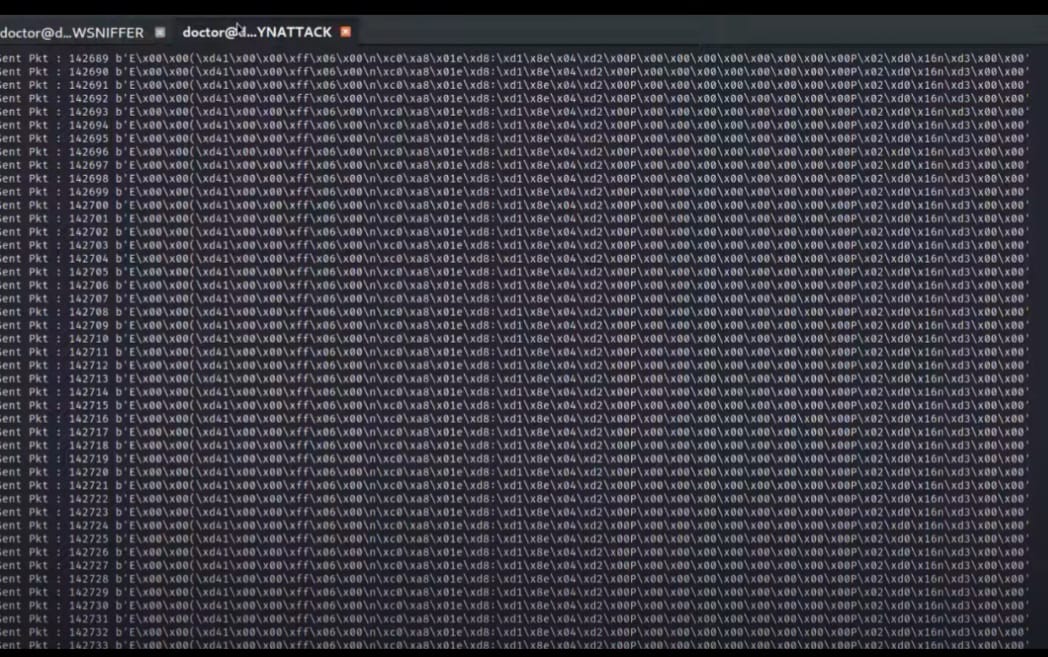 doctor@d...WSNIFFER doctor@d...YNATTACK
Sent Pkt : 142689 b'E\x00\x00(\xd41\x00\x00\xff\x06\x00\n\xc0\xa8\x01e\xd8:\xd1\x8e\x04\xd2\x00P\x00\x00\x00\x00\x00\x00\x00\x00P\x02\xd0\x16n\xd3\x00\x00'
Sent Pkt : 142690 b'E\x00\x00(\xd41\x00\x00\xff\x06\x00\n\xc0\xa8\x01e\xd8:\xd1\x8e\x04\xd2\x00P\x00\x00\x00\x00\x00\x00\x00\x00P\x02\xd0\x16n\xd3\x00\x00'
Sent Pkt : 142691 b'E\x00\x00(\xd41\x00\x00\xff\x06\x00\n\xc0\xa8\x01e\xd8:\xd1\x8e\x04\xd2\x00P\x00\x00\x00\x00\x00\x00\x00\x00P\x02\xd0\x16n\xd3\x00\x00'
Sent Pkt : 142692 b'E\x00\x00(\xd41\x00\x00\xff\x06\x00\n\xc0\xa8\x01e\xd8:\xd1\x8e\x04\xd2\x00P\x00\x00\x00\x00\x00\x00\x00\x00P\x02\xd0\x16n\xd3\x00\x00'
Sent Pkt : 142693 b'E\x00\x00(\xd41\x00\x00\xff\x06\x00\n\xc0\xa8\x01e\xd8:\xd1\x8e\x04\xd2\x00P\x00\x00\x00\x00\x00\x00\x00\x00P\x02\xd0\x16n\xd3\x00\x00'
Sent Pkt : 142694 b'E\x00\x00(\xd41\x00\x00\xff\x06\x00\n\xc0\xa8\x01e\xd8:\xd1\x8e\x04\xd2\x00P\x00\x00\x00\x00\x00\x00\x00\x00P\x02\xd0\x16n\xd3\x00\x00'
Sent Pkt : 142695 b'E\x00\x00(\xd41\x00\x00\xff\x06\x00\n\xc0\xa8\x01e\xd8:\xd1\x8e\x04\xd2\x00P\x00\x00\x00\x00\x00\x00\x00\x00P\x02\xd0\x16n\xd3\x00\x00'
Sent Pkt : 142696 b'E\x00\x00(\xd41\x00\x00\xff\x06\x00\n\xc0\xa8\x01e\xd8:\xd1\x8e\x04\xd2\x00P\x00\x00\x00\x00\x00\x00\x00\x00P\x02\xd0\x16n\xd3\x00\x00'
Sent Pkt : 142697 b'E\x00\x00(\xd41\x00\x00\xff\x06\x00\n\xc0\xa8\x01e\xd8:\xd1\x8e\x04\xd2\x00P\x00\x00\x00\x00\x00\x00\x00\x00P\x02\xd0\x16n\xd3\x00\x00'
Sent Pkt : 142698 b'E\x00\x00(\xd41\x00\x00\xff\x06\x00\n\xc0\xa8\x01e\xd8:\xd1\x8e\x04\xd2\x00P\x00\x00\x00\x00\x00\x00\x00\x00P\x02\xd0\x16n\xd3\x00\x00'
Sent Pkt : 142699 b'E\x00\x00(\xd41\x00\x00\xff\x06\x00\n\xc0\xa8\x01e\xd8:\xd1\x8e\x04\xd2\x00P\x00\x00\x00\x00\x00\x00\x00\x00P\x02\xd0\x16n\xd3\x00\x00'
Sent Pkt : 142700 b'E\x00\x00(\xd41\x00\x00\xff\x06\x00\n\xc0\xa8\x01e\xd8:\xd1\x8e\x04\xd2\x00P\x00\x00\x00\x00\x00\x00\x00\x00P\x02\xd0\x16n\xd3\x00\x00'
Sent Pkt : 142701 b'E\x00\x00(\xd41\x00\x00\xff\x06\x00\n\xc0\xa8\x01e\xd8:\xd1\x8e\x04\xd2\x00P\x00\x00\x00\x00\x00\x00\x00\x00P\x02\xd0\x16n\xd3\x00\x00'
Sent Pkt : 142702 b'E\x00\x00(\xd41\x00\x00\xff\x06\x00\n\xc0\xa8\x01e\xd8:\xd1\x8e\x04\xd2\x00P\x00\x00\x00\x00\x00\x00\x00\x00P\x02\xd0\x16n\xd3\x00\x00'
Sent Pkt : 142703 b'E\x00\x00(\xd41\x00\x00\xff\x06\x00\n\xc0\xa8\x01e\xd8:\xd1\x8e\x04\xd2\x00P\x00\x00\x00\x00\x00\x00\x00\x00P\x02\xd0\x16n\xd3\x00\x00'
Sent Pkt : 142704 b'E\x00\x00(\xd41\x00\x00\xff\x06\x00\n\xc0\xa8\x01e\xd8:\xd1\x8e\x04\xd2\x00P\x00\x00\x00\x00\x00\x00\x00\x00P\x02\xd0\x16n\xd3\x00\x00'
Sent Pkt : 142705 b'E\x00\x00(\xd41\x00\x00\xff\x06\x00\n\xc0\xa8\x01e\xd8:\xd1\x8e\x04\xd2\x00P\x00\x00\x00\x00\x00\x00\x00\x00P\x02\xd0\x16n\xd3\x00\x00'
Sent Pkt : 142706 b'E\x00\x00(\xd41\x00\x00\xff\x06\x00\n\xc0\xa8\x01e\xd8:\xd1\x8e\x04\xd2\x00P\x00\x00\x00\x00\x00\x00\x00\x00P\x02\xd0\x16n\xd3\x00\x00'
Sent Pkt : 142707 b'E\x00\x00(\xd41\x00\x00\xff\x06\x00\n\xc0\xa8\x01e\xd8:\xd1\x8e\x04\xd2\x00P\x00\x00\x00\x00\x00\x00\x00\x00P\x02\xd0\x16n\xd3\x00\x00'
Sent Pkt : 142708 b'E\x00\x00(\xd41\x00\x00\xff\x06\x00\n\xc0\xa8\x01e\xd8:\xd1\x8e\x04\xd2\x00P\x00\x00\x00\x00\x00\x00\x00\x00P\x02\xd0\x16n\xd3\x00\x00'
Sent Pkt : 142709 b'E\x00\x00(\xd41\x00\x00\xff\x06\x00\n\xc0\xa8\x01e\xd8:\xd1\x8e\x04\xd2\x00P\x00\x00\x00\x00\x00\x00\x00\x00P\x02\xd0\x16n\xd3\x00\x00'
Sent Pkt : 142710 b'E\x00\x00(\xd41\x00\x00\xff\x06\x00\n\xc0\xa8\x01e\xd8:\xd1\x8e\x04\xd2\x00P\x00\x00\x00\x00\x00\x00\x00\x00P\x02\xd0\x16n\xd3\x00\x00'
Sent Pkt : 142711 b'E\x00\x00(\xd41\x00\x00\xff\x06\x00\n\xc0\xa8\x01e\xd8:\xd1\x8e\x04\xd2\x00P\x00\x00\x00\x00\x00\x00\x00\x00P\x02\xd0\x16n\xd3\x00\x00'
Sent Pkt : 142712 b'E\x00\x00(\xd41\x00\x00\xff\x06\x00\n\xc0\xa8\x01e\xd8:\xd1\x8e\x04\xd2\x00P\x00\x00\x00\x00\x00\x00\x00\x00P\x02\xd0\x16n\xd3\x00\x00'
Sent Pkt : 142713 b'E\x00\x00(\xd41\x00\x00\xff\x06\x00\n\xc0\xa8\x01e\xd8:\xd1\x8e\x04\xd2\x00P\x00\x00\x00\x00\x00\x00\x00\x00P\x02\xd0\x16n\xd3\x00\x00'
Sent Pkt : 142714 b'E\x00\x00(\xd41\x00\x00\xff\x06\x00\n\xc0\xa8\x01e\xd8:\xd1\x8e\x04\xd2\x00P\x00\x00\x00\x00\x00\x00\x00\x00P\x02\xd0\x16n\xd3\x00\x00'
Sent Pkt : 142715 b'E\x00\x00(\xd41\x00\x00\xff\x06\x00\n\xc0\xa8\x01e\xd8:\xd1\x8e\x04\xd2\x00P\x00\x00\x00\x00\x00\x00\x00\x00P\x02\xd0\x16n\xd3\x00\x00'
Sent Pkt : 142716 b'E\x00\x00(\xd41\x00\x00\xff\x06\x00\n\xc0\xa8\x01e\xd8:\xd1\x8e\x04\xd2\x00P\x00\x00\x00\x00\x00\x00\x00\x00P\x02\xd0\x16n\xd3\x00\x00'
Sent Pkt : 142717 b'E\x00\x00(\xd41\x00\x00\xff\x06\x00\n\xc0\xa8\x01e\xd8:\xd1\x8e\x04\xd2\x00P\x00\x00\x00\x00\x00\x00\x00\x00P\x02\xd0\x16n\xd3\x00\x00'
Sent Pkt : 142718 b'E\x00\x00(\xd41\x00\x00\xff\x06\x00\n\xc0\xa8\x01e\xd8:\xd1\x8e\x04\xd2\x00P\x00\x00\x00\x00\x00\x00\x00\x00P\x02\xd0\x16n\xd3\x00\x00'
Sent Pkt : 142719 b'E\x00\x00(\xd41\x00\x00\xff\x06\x00\n\xc0\xa8\x01e\xd8:\xd1\x8e\x04\xd2\x00P\x00\x00\x00\x00\x00\x00\x00\x00P\x02\xd0\x16n\xd3\x00\x00'
Sent Pkt : 142720 b'E\x00\x00(\xd41\x00\x00\xff\x06\x00\n\xc0\xa8\x01e\xd8:\xd1\x8e\x04\xd2\x00P\x00\x00\x00\x00\x00\x00\x00\x00P\x02\xd0\x16n\xd3\x00\x00'
Sent Pkt : 142721 b'E\x00\x00(\xd41\x00\x00\xff\x06\x00\n\xc0\xa8\x01e\xd8:\xd1\x8e\x04\xd2\x00P\x00\x00\x00\x00\x00\x00\x00\x00P\x02\xd0\x16n\xd3\x00\x00'
Sent Pkt : 142722 b'E\x00\x00(\xd41\x00\x00\xff\x06\x00\n\xc0\xa8\x01e\xd8:\xd1\x8e\x04\xd2\x00P\x00\x00\x00\x00\x00\x00\x00\x00P\x02\xd0\x16n\xd3\x00\x00'
Sent Pkt : 142723 b'E\x00\x00(\xd41\x00\x00\xff\x06\x00\n\xc0\xa8\x01e\xd8:\xd1\x8e\x04\xd2\x00P\x00\x00\x00\x00\x00\x00\x00\x00P\x02\xd0\x16n\xd3\x00\x00'
Sent Pkt : 142724 b'E\x00\x00(\xd41\x00\x00\xff\x06\x00\n\xc0\xa8\x01e\xd8:\xd1\x8e\x04\xd2\x00P\x00\x00\x00\x00\x00\x00\x00\x00P\x02\xd0\x16n\xd3\x00\x00'
Sent Pkt : 142725 b'E\x00\x00(\xd41\x00\x00\xff\x06\x00\n\xc0\xa8\x01e\xd8:\xd1\x8e\x04\xd2\x00P\x00\x00\x00\x00\x00\x00\x00\x00P\x02\xd0\x16n\xd3\x00\x00'
Sent Pkt : 142726 b'E\x00\x00(\xd41\x00\x00\xff\x06\x00\n\xc0\xa8\x01e\xd8:\xd1\x8e\x04\xd2\x00P\x00\x00\x00\x00\x00\x00\x00\x00P\x02\xd0\x16n\xd3\x00\x00'
Sent Pkt : 142727 b'E\x00\x00(\xd41\x00\x00\xff\x06\x00\n\xc0\xa8\x01e\xd8:\xd1\x8e\x04\xd2\x00P\x00\x00\x00\x00\x00\x00\x00\x00P\x02\xd0\x16n\xd3\x00\x00'
Sent Pkt : 142728 b'E\x00\x00(\xd41\x00\x00\xff\x06\x00\n\xc0\xa8\x01e\xd8:\xd1\x8e\x04\xd2\x00P\x00\x00\x00\x00\x00\x00\x00\x00P\x02\xd0\x16n\xd3\x00\x00'
Sent Pkt : 142729 b'E\x00\x00(\xd41\x00\x00\xff\x06\x00\n\xc0\xa8\x01e\xd8:\xd1\x8e\x04\xd2\x00P\x00\x00\x00\x00\x00\x00\x00\x00P\x02\xd0\x16n\xd3\x00\x00'
Sent Pkt : 142730 b'E\x00\x00(\xd41\x00\x00\xff\x06\x00\n\xc0\xa8\x01e\xd8:\xd1\x8e\x04\xd2\x00P\x00\x00\x00\x00\x00\x00\x00\x00P\x02\xd0\x16n\xd3\x00\x00'
Sent Pkt : 142731 b'E\x00\x00(\xd41\x00\x00\xff\x06\x00\n\xc0\xa8\x01e\xd8:\xd1\x8e\x04\xd2\x00P\x00\x00\x00\x00\x00\x00\x00\x00P\x02\xd0\x16n\xd3\x00\x00'
Sent Pkt : 142732 b'E\x00\x00(\xd41\x00\x00\xff\x06\x00\n\xc0\xa8\x01e\xd8:\xd1\x8e\x04\xd2\x00P\x00\x00\x00\x00\x00\x00\x00\x00P\x02\xd0\x16n\xd3\x00\x00'
Sent Pkt : 142733 b'E\x00\x00(\xd41\x00\x00\xff\x06\x00\n\xc0\xa8\x01e\xd8:\xd1\x8e\x04\xd2\x00P\x00\x00\x00\x00\x00\x00\x00\x00P\x02\xd0\x16n\xd3\x00\x00'